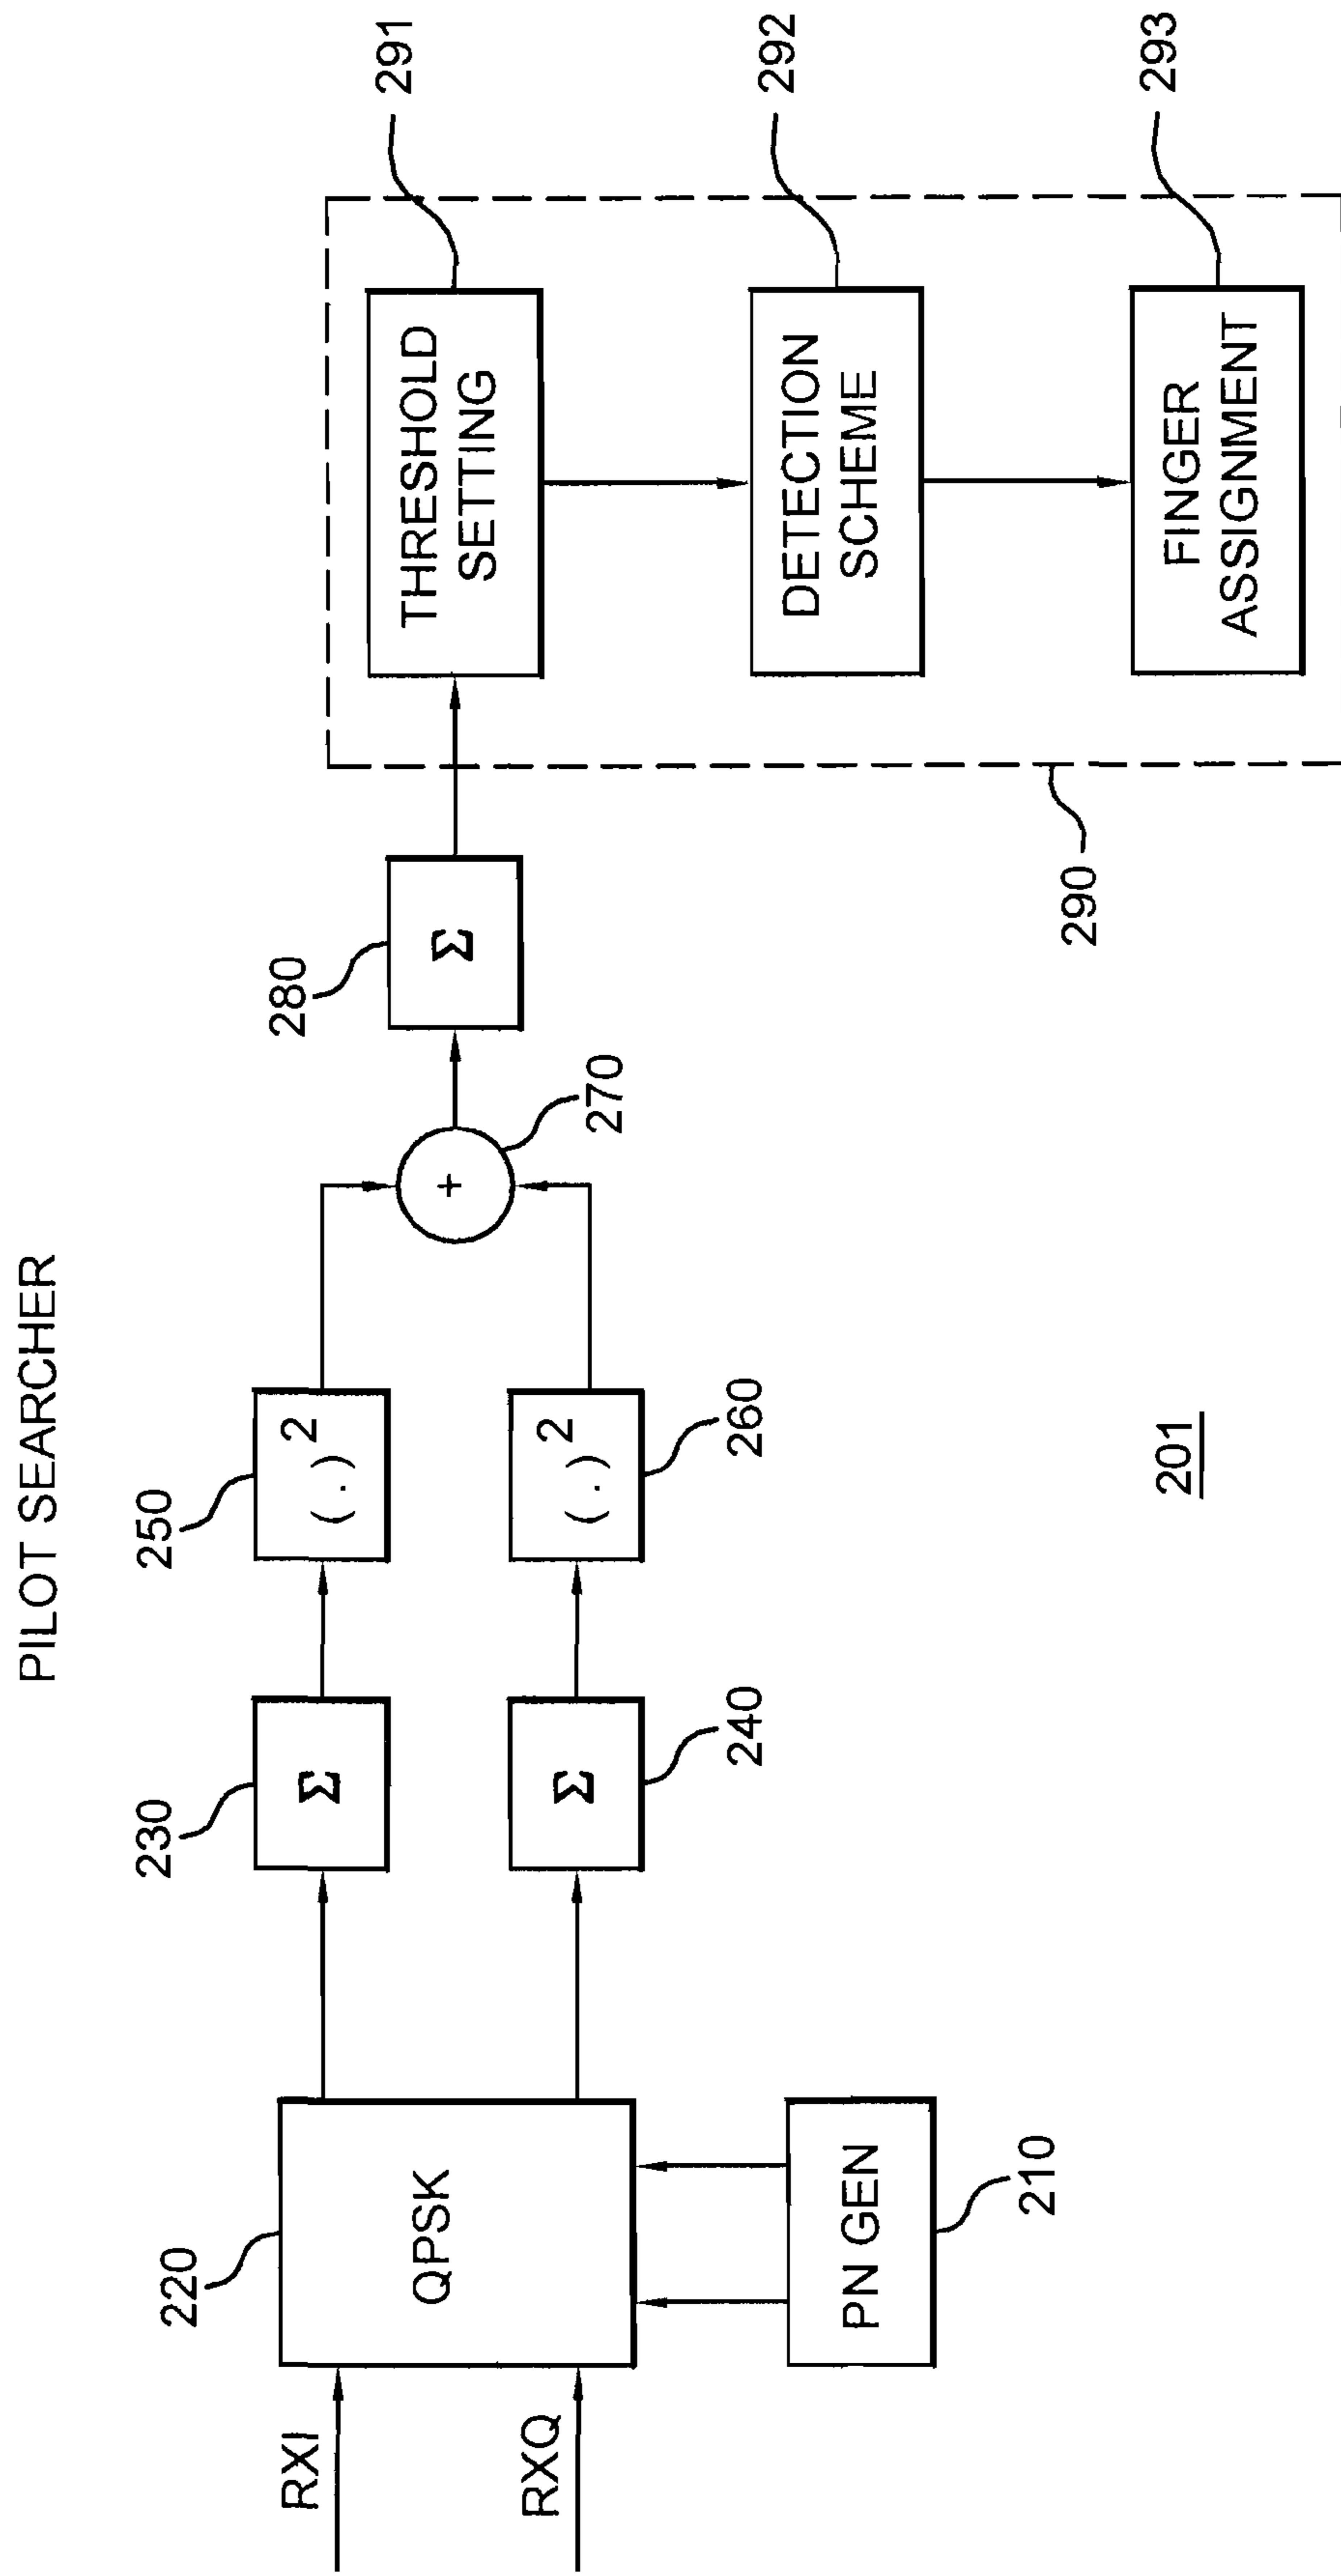 PILOT SEARCHER
RXI
RXQ
220
QPSK
PN GEN
210
230
Σ
240
Σ
250
(.)²
260
(.)²
+
270
280
Σ
290
THRESHOLD
SETTING
291
DETECTION
SCHEME
292
FINGER
ASSIGNMENT
293
201